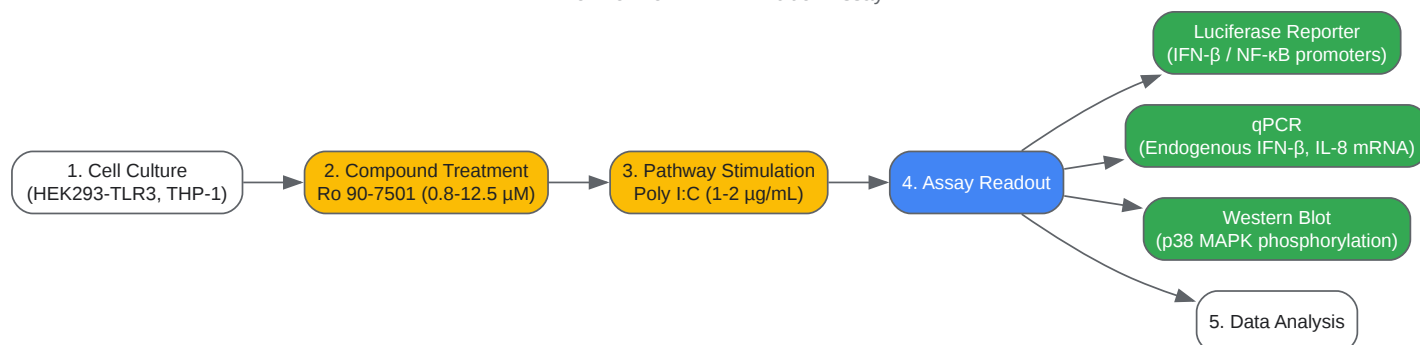 1. Cell Culture
(HEK293-TLR3, THP-1)
2. Compound Treatment
Ro 90-7501 (0.8-12.5 µM)
3. Pathway Stimulation
Poly I:C (1-2 µg/mL)
4. Assay Readout
Luciferase Reporter
(IFN-β / NF-κB promoters)
qPCR
(Endogenous IFN-β, IL-8 mRNA)
Western Blot
(p38 MAPK phosphorylation)
5. Data Analysis